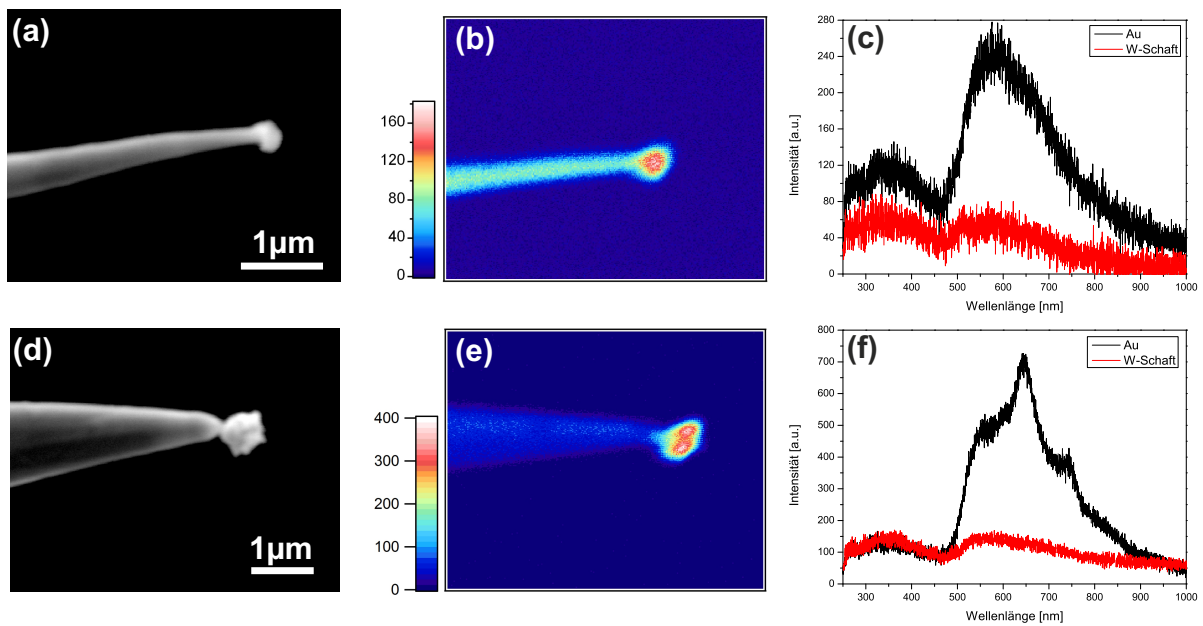 (a)
1µm
(b)
160
120
80
40
0
(c)
Au
W-Schaft
Intensität [a.u.]
280
240
200
160
120
80
40
0
300 400 500 600 700 800 900 1000
Wellenlänge [nm]
(d)
1µm
(e)
400
300
200
100
0
(f)
Au
W-Schaft
Intensität [a.u.]
800
700
600
500
400
300
200
100
0
300 400 500 600 700 800 900 1000
Wellenlänge [nm]